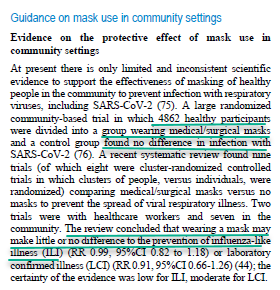 Guidance on mask use in community settings
Evidence on the protective effect of mask use in
community settings
At present there is only limited and inconsistent scientific
evidence to support the effectiveness of masking of healthy
people in the community to prevent infection with respiratory
viruses, including SARS-CoV-2 (75). A large randomized
community-based trial in which 4862 healthy participants
were divided into a group wearing medical/surgical masks
and a control group found no difference in infection with
SARS-CoV-2 (76). A recent systematic review found nine
trials (of which eight were cluster-randomized controlled
trials in which clusters of people, versus individuals, were
randomized) comparing medical/surgical masks versus no
masks to prevent the spread of viral respiratory illness. Two
trials were with healthcare workers and seven in the
community. The review concluded that wearing a mask may
make little or no difference to the prevention of influenza-like
illness (ILI) (RR 0.99, 95%CI 0.82 to 1.18) or laboratory
confirmed illness (LCI) (RR 0.91, 95%CI 0.66-1.26) (44); the
certainty of the evidence was low for ILI, moderate for LCI.